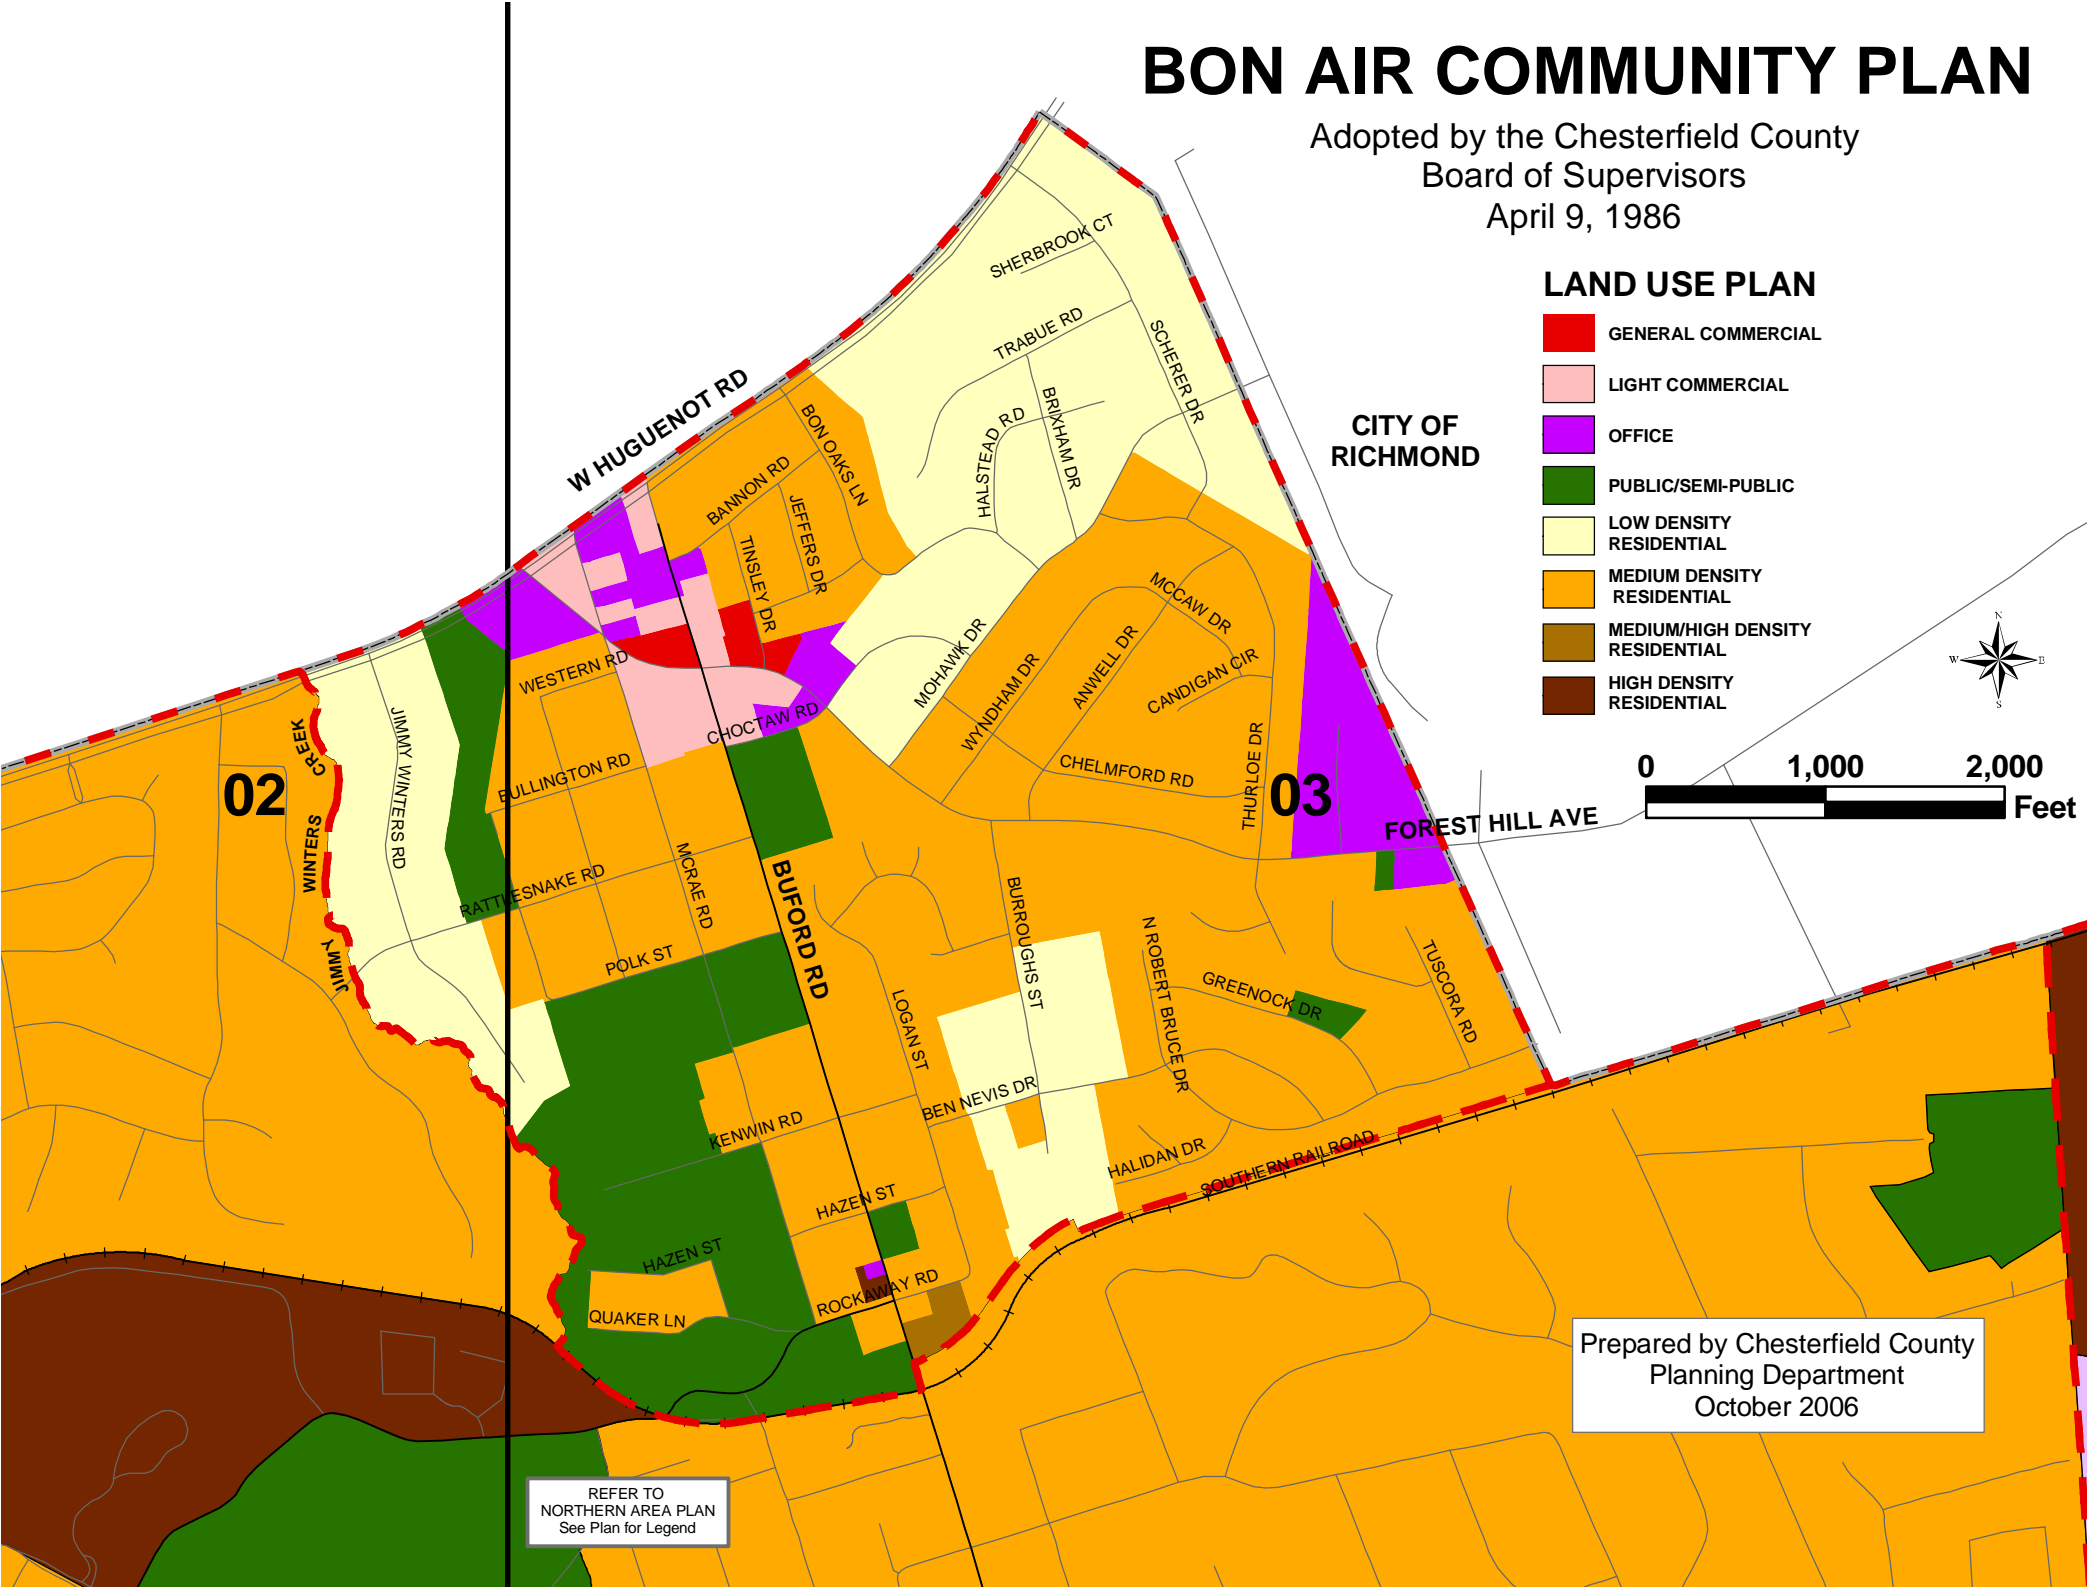 BON AIR COMMUNITY PLAN
Adopted by the Chesterfield County
Board of Supervisors
April 9, 1986
LAND USE PLAN
GENERAL COMMERCIAL
LIGHT COMMERCIAL
OFFICE
PUBLIC/SEMI-PUBLIC
LOW DENSITY
RESIDENTIAL
MEDIUM DENSITY
RESIDENTIAL
MEDIUM/HIGH DENSITY
RESIDENTIAL
HIGH DENSITY
RESIDENTIAL
N
W
E
S
0 1,000 2,000
Feet
CITY OF
RICHMOND
W HUGUENOT RD
SHERBROOK CT
TRABUE RD
SCHERER DR
BRIXHAM DR
HALSTEAD RD
BON OAKS LN
BANNON RD
JEFFERS DR
TINSLEY DR
MCCAW DR
MOHAWK DR
WYNDHAM DR
ANWELL DR
CANDIGAN CIR
WESTERN RD
CHOCTAW RD
JIMMY WINTERS RD
JIMMY WINTERS CREEK
BULLINGTON RD
CHELMFORD RD
THURLOE DR
02
03
FOREST HILL AVE
RATTLESNAKE RD
MCRAE RD
BUFORD RD
BURROUGHS ST
N ROBERT BRUCE DR
POLK ST
GREENOCK DR
TUSCORA RD
LOGAN ST
BEN NEVIS DR
KENWIN RD
HALIDAN DR
SOUTHERN RAILROAD
HAZEN ST
HAZEN ST
ROCKAWAY RD
QUAKER LN
Prepared by Chesterfield County
Planning Department
October 2006
REFER TO
NORTHERN AREA PLAN
See Plan for Legend